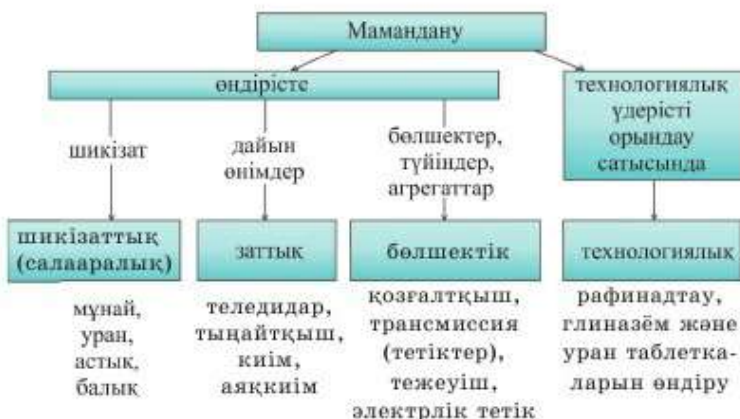 Мамандану
өндірісте
технологиялық
үдерісті
орындау
сатысында
шикізат
дайын
өнімдер
бөлшектер,
түйіндер,
агрегаттар
шикізаттық
(салааралық)
заттық
бөлшектік
технологиялық
мұнай,
уран,
астық,
балық
теледидар,
тыңайтқыш,
киім,
аяқкиім
қозғалтқыш,
трансмиссия
(тетіктер),
тежеуіш,
электрлік тетік
рафинадтау,
глиназём және
уран таблетка-
ларын өндіру